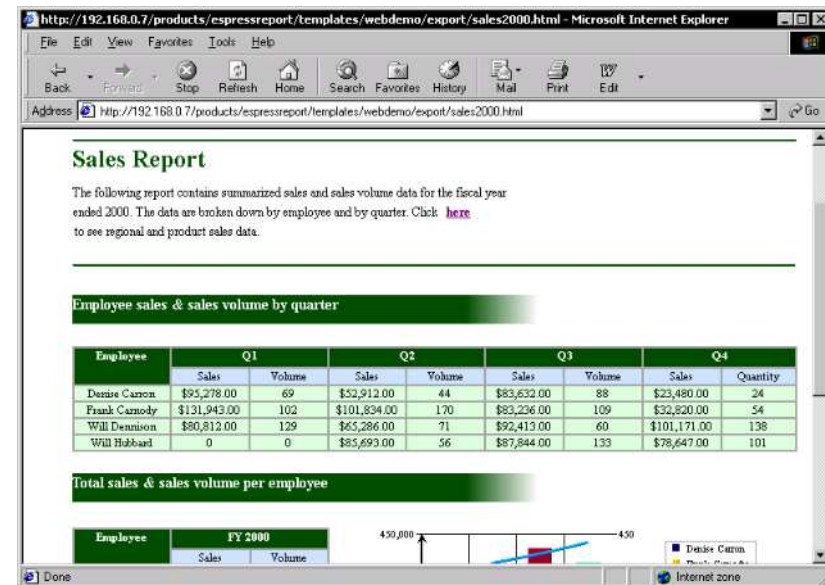 http://192.168.0.7/products/espressreport/templates/webdemo/export/sales2000.html - Microsoft Internet Explorer
File Edit View Favorites Tools Help
Back Forward Stop Refresh Home Search Favorites History Mail Print Edit
Address http://192.168.0.7/products/espressreport/templates/webdemo/export/sales2000.html Go
Sales Report
The following report contains summarized sales and sales volume data for the fiscal year
ended 2000. The data are broken down by employee and by quarter. Click here
to see regional and product sales data.
Employee sales & sales volume by quarter
Employee Q1 Q2 Q3 Q4
Sales Volume Sales Volume Sales Volume Sales Quantity
Denise Carron $95,278.00 69 $52,912.00 44 $83,632.00 88 $23,480.00 24
Frank Carnody $131,943.00 102 $101,834.00 170 $83,236.00 109 $32,820.00 54
Will Dennison $80,812.00 129 $65,286.00 71 $92,413.00 60 $101,171.00 138
Will Hubbard 0 0 $85,693.00 56 $87,844.00 133 $78,647.00 101
Total sales & sales volume per employee
Employee FY 2000 450,000 450
Sales Volume Denise Carron
Done Internet zone